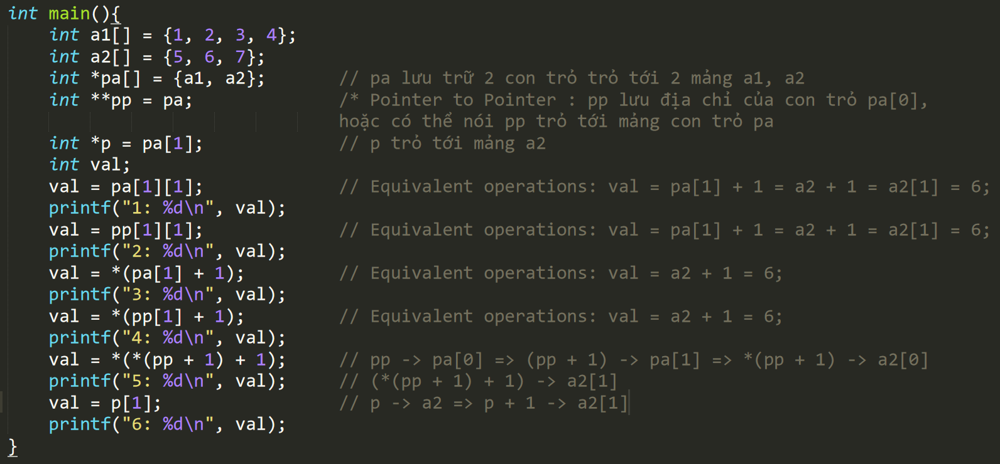 int main(){
    int a1[] = {1, 2, 3, 4};
    int a2[] = {5, 6, 7};
    int *pa[] = {a1, a2};       // pa lưu trữ 2 con trỏ trỏ tới 2 mảng a1, a2
    int **pp = pa;              /* Pointer to Pointer : pp lưu địa chỉ của con trỏ pa[0],
                                hoặc có thể nói pp trỏ tới mảng con trỏ pa
    int *p = pa[1];             // p trỏ tới mảng a2
    int val;
    val = pa[1][1];             // Equivalent operations: val = pa[1] + 1 = a2 + 1 = a2[1] = 6;
    printf("1: %d\n", val);
    val = pp[1][1];             // Equivalent operations: val = pa[1] + 1 = a2 + 1 = a2[1] = 6;
    printf("2: %d\n", val);
    val = *(pa[1] + 1);         // Equivalent operations: val = a2 + 1 = 6;
    printf("3: %d\n", val);
    val = *(pp[1] + 1);         // Equivalent operations: val = a2 + 1 = 6;
    printf("4: %d\n", val);
    val = *(*(pp + 1) + 1);     // pp -> pa[0] => (pp + 1) -> pa[1] => *(pp + 1) -> a2[0]
    printf("5: %d\n", val);     // (*(pp + 1) + 1) -> a2[1]
    val = p[1];                 // p -> a2 => p + 1 -> a2[1]
    printf("6: %d\n", val);
}